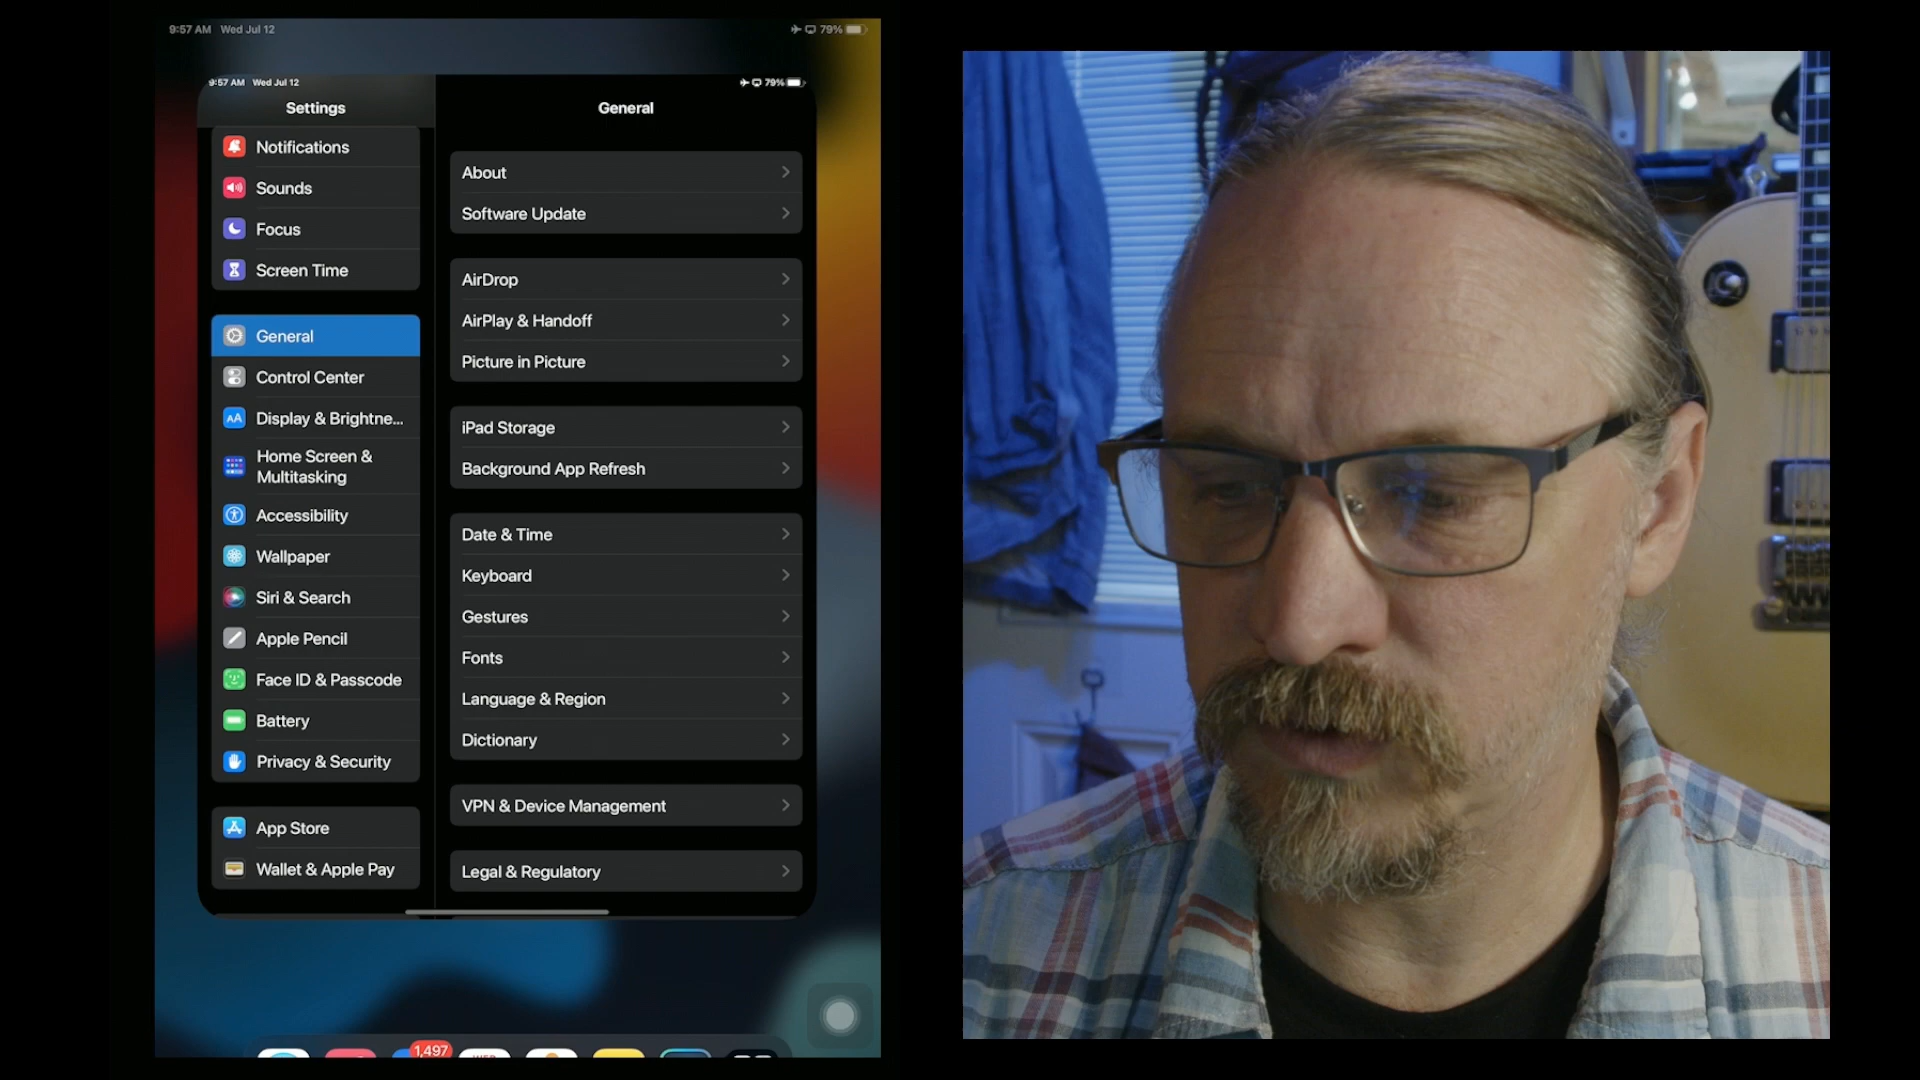 9:57 AM Wed Jul 12
79%
9:57 AM Wed Jul 12
79%
Settings
General
Notifications
Sounds
Focus
Screen Time
General
Control Center
Display & Brightne...
Home Screen &
Multitasking
Accessibility
Wallpaper
Siri & Search
Apple Pencil
Face ID & Passcode
Battery
Privacy & Security
App Store
Wallet & Apple Pay
About
Software Update
AirDrop
AirPlay & Handoff
Picture in Picture
iPad Storage
Background App Refresh
Date & Time
Keyboard
Gestures
Fonts
Language & Region
Dictionary
VPN & Device Management
Legal & Regulatory
1,497